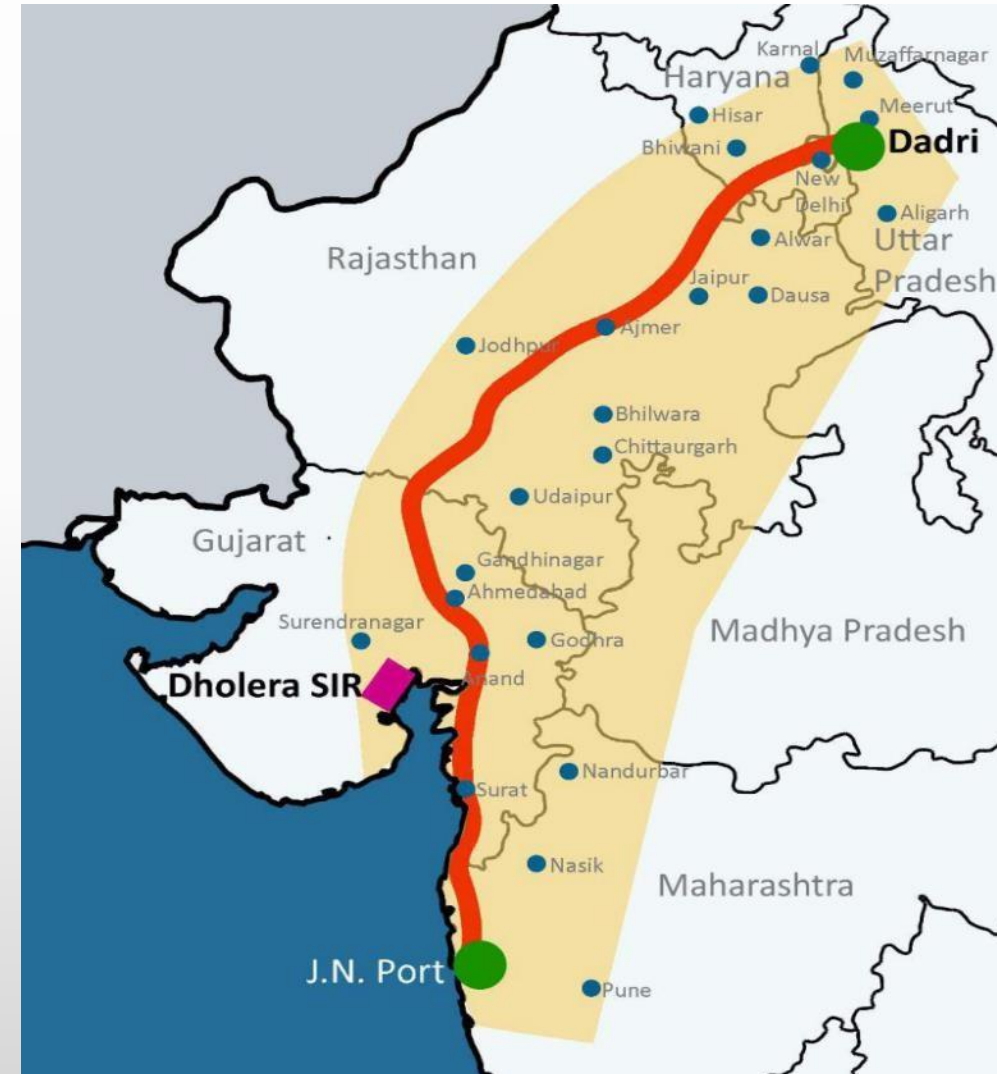 Karnal
Muzaffarnagar
Haryana
Hisar
Meerut
Bhiwani
Dadri
New
Delhi
Aligarh
Alwar
Uttar
Pradesh
Rajasthan
Jaipur
Dausa
Ajmer
Jodhpur
Bhilwara
Chittaurgarh
Udaipur
Gujarat
Gandhinagar
Ahmedabad
Surendranagar
Godhra
Madhya Pradesh
Anand
Dholera SIR
Nandurbar
Surat
Nasik
Maharashtra
J.N. Port
Pune